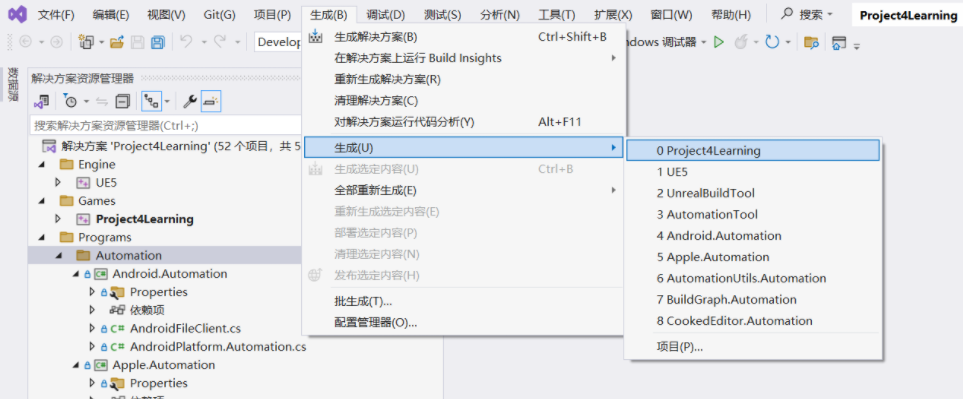 文件(F) 编辑(E) 视图(V) Git(G) 项目(P) 生成(B) 调试(D) 测试(S) 分析(N) 工具(T) 扩展(X) 窗口(W) 帮助(H) 搜索 Project4Learning
Develop
ndows 调试器
数据源
解决方案资源管理器
搜索解决方案资源管理器(Ctrl+;)
解决方案 'Project4Learning' (52 个项目，共 5
Engine
UE5
Games
Project4Learning
Programs
Automation
Android.Automation
Properties
依赖项
AndroidFileClient.cs
AndroidPlatform.Automation.cs
Apple.Automation
Properties
依赖项
生成解决方案(B) Ctrl+Shift+B
在解决方案上运行 Build Insights
重新生成解决方案(R)
清理解决方案(C)
对解决方案运行代码分析(Y) Alt+F11
生成(U)
生成选定内容(U) Ctrl+B
全部重新生成(E)
重新生成选定内容(E)
部署选定内容(P)
清理选定内容(N)
发布选定内容(H)
批生成(T)...
配置管理器(O)...
0 Project4Learning
1 UE5
2 UnrealBuildTool
3 AutomationTool
4 Android.Automation
5 Apple.Automation
6 AutomationUtils.Automation
7 BuildGraph.Automation
8 CookedEditor.Automation
项目(P)...